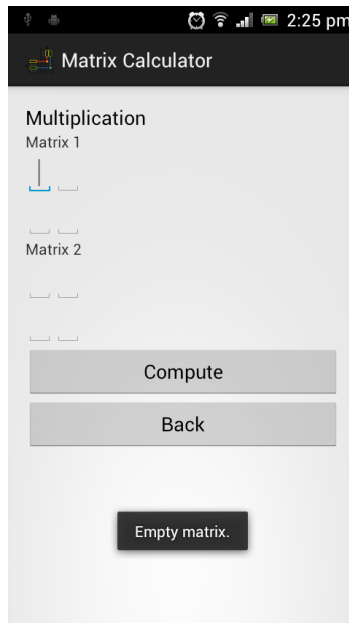 2:25 pm
Matrix Calculator
Multiplication
Matrix 1
Matrix 2
Compute
Back
Empty matrix.